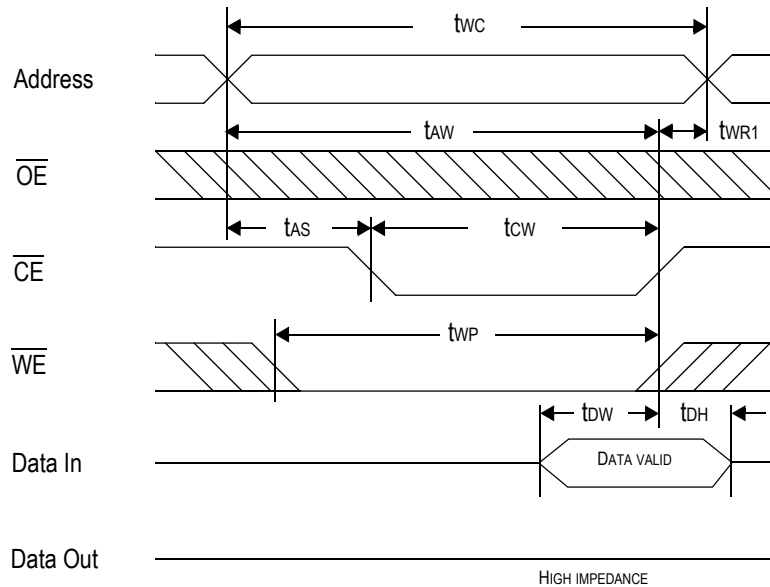 tWC
Address
tAW tWR1
OE
tAS tCW
CE
tWP
WE
tDW tDH
Data In DATA VALID
Data Out
HIGH IMPEDANCE